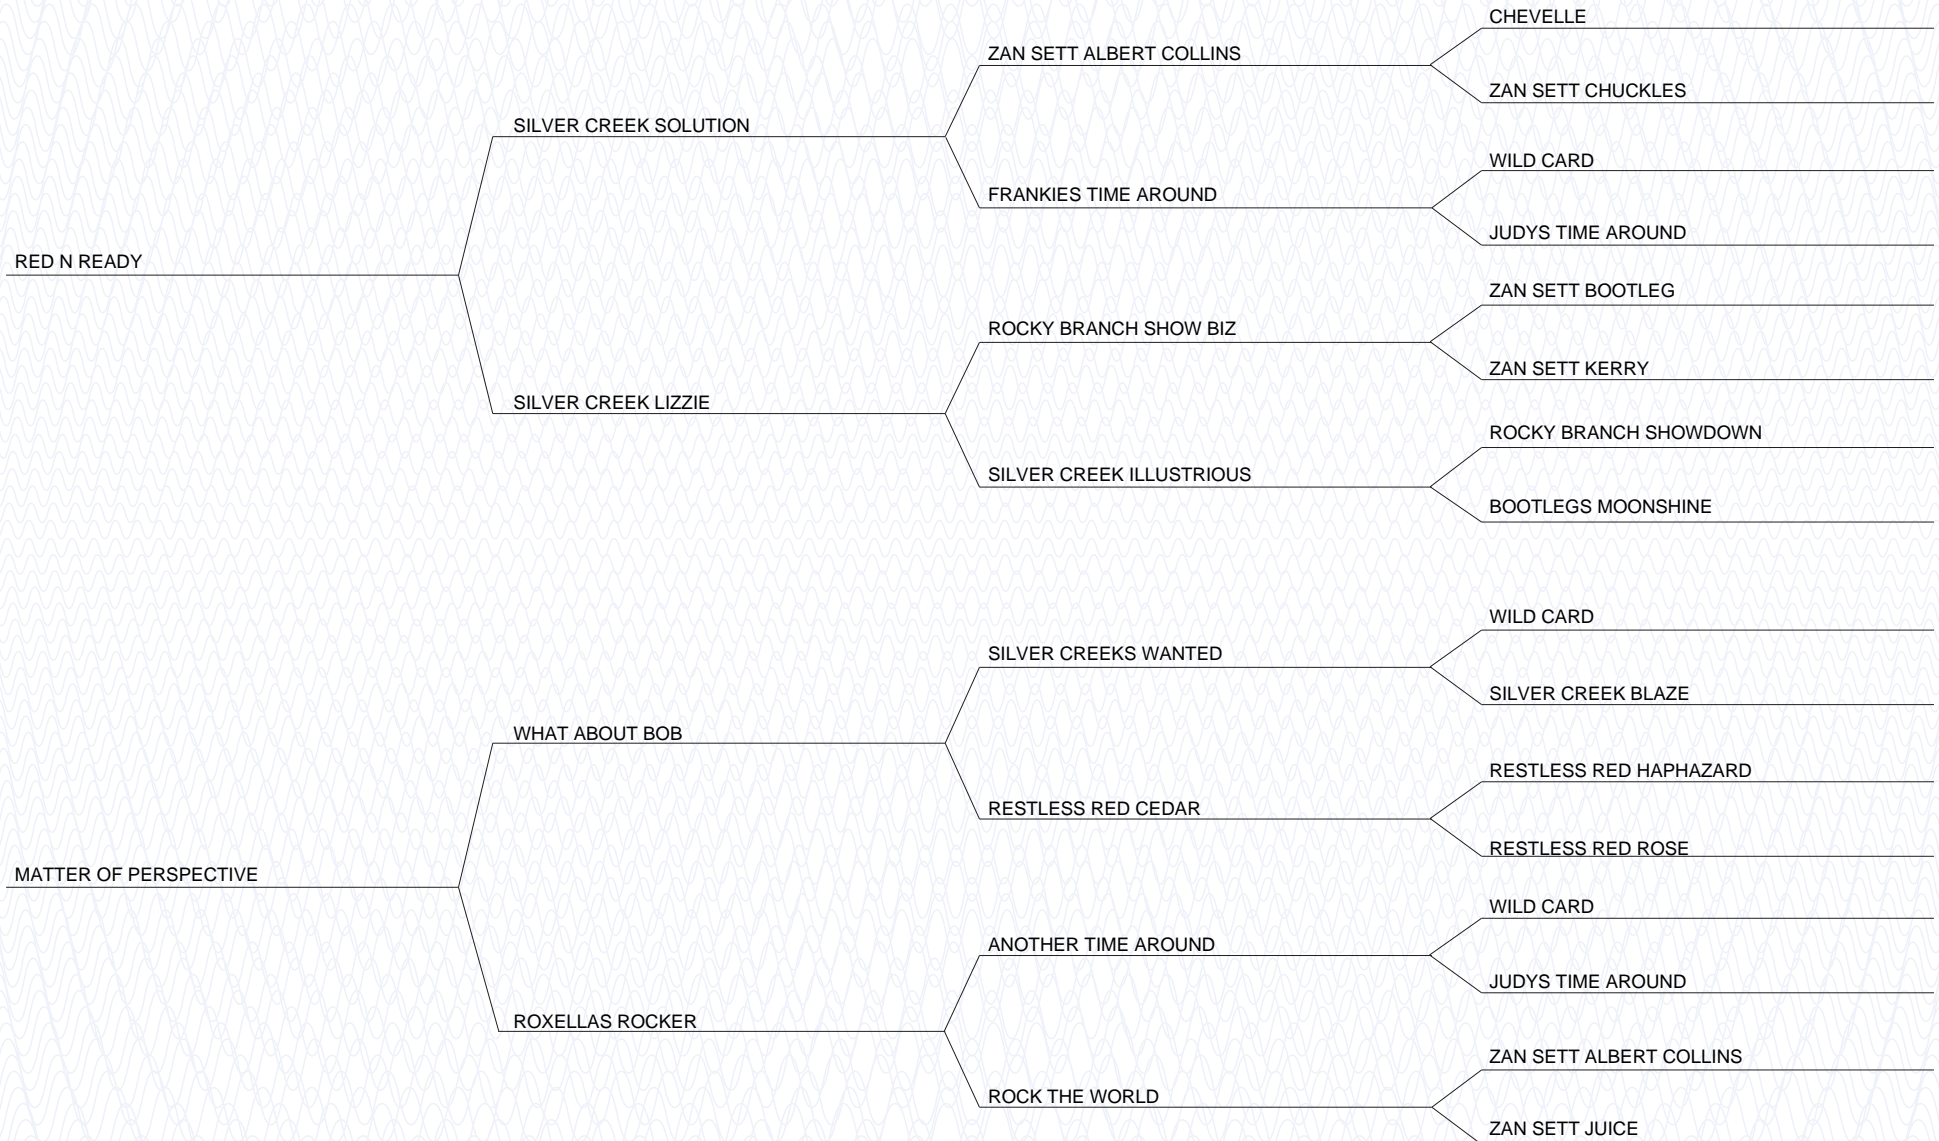 CHEVELLE
ZAN SETT ALBERT COLLINS
ZAN SETT CHUCKLES
SILVER CREEK SOLUTION
WILD CARD
FRANKIES TIME AROUND
JUDYS TIME AROUND
RED N READY
ZAN SETT BOOTLEG
ROCKY BRANCH SHOW BIZ
ZAN SETT KERRY
SILVER CREEK LIZZIE
ROCKY BRANCH SHOWDOWN
SILVER CREEK ILLUSTRIOUS
BOOTLEGS MOONSHINE
WILD CARD
SILVER CREEKS WANTED
SILVER CREEK BLAZE
WHAT ABOUT BOB
RESTLESS RED HAPHAZARD
RESTLESS RED CEDAR
RESTLESS RED ROSE
MATTER OF PERSPECTIVE
WILD CARD
ANOTHER TIME AROUND
JUDYS TIME AROUND
ROXELLAS ROCKER
ZAN SETT ALBERT COLLINS
ROCK THE WORLD
ZAN SETT JUICE